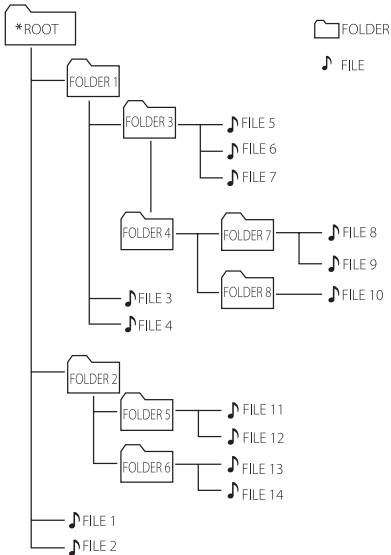 *ROOT
FOLDER
FILE
FOLDER 1
FOLDER 3
FILE 5
FILE 6
FILE 7
FOLDER 4
FOLDER 7
FILE 8
FILE 9
FOLDER 8
FILE 10
FILE 3
FILE 4
FOLDER 2
FOLDER 5
FILE 11
FILE 12
FOLDER 6
FILE 13
FILE 14
FILE 1
FILE 2